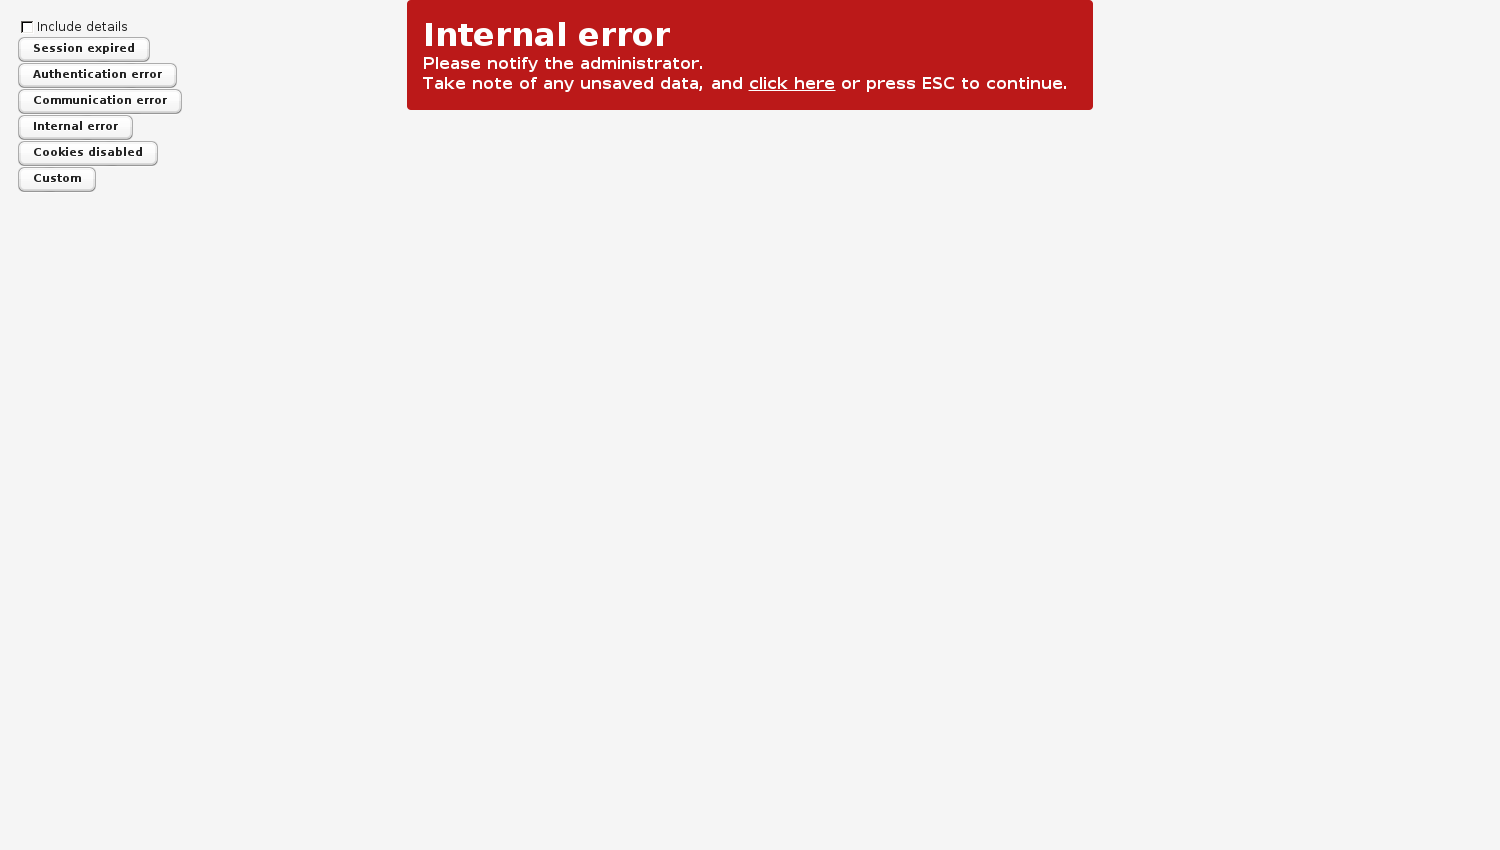 Include details
Session expired
Authentication error
Communication error
Internal error
Cookies disabled
Custom
Internal error
Please notify the administrator.
Take note of any unsaved data, and click here or press ESC to continue.